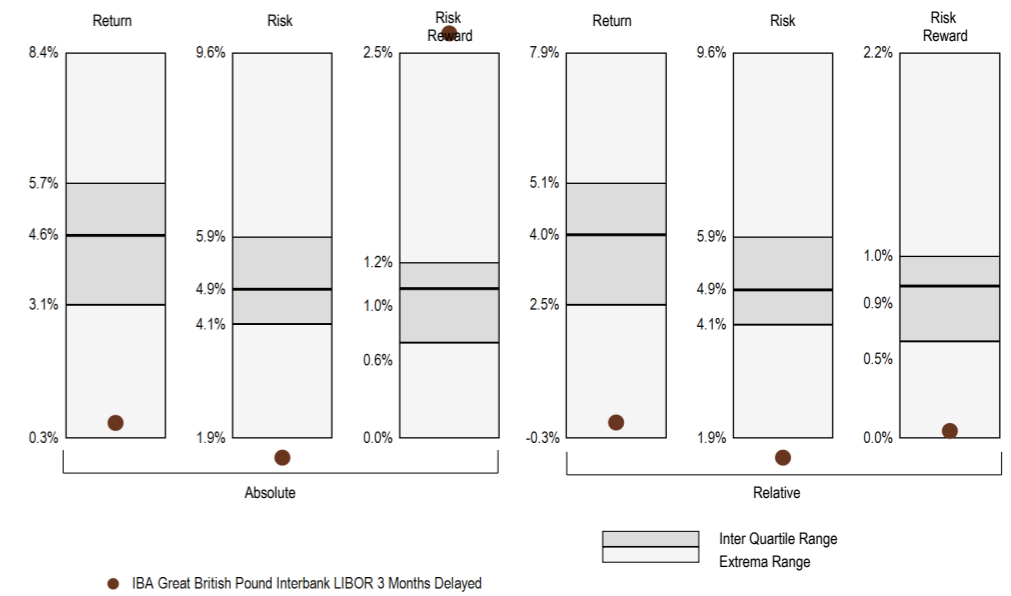 Return
Risk
Risk
Reward
Return
Risk
Risk
Reward
8.4%
9.6%
2.5%
7.9%
9.6%
2.2%
5.7%
5.1%
4.6%
5.9%
4.0%
5.9%
1.2%
1.0%
4.9%
4.9%
3.1%
1.0%
2.5%
0.9%
4.1%
4.1%
0.6%
0.5%
0.3%
1.9%
0.0%
-0.3%
1.9%
0.0%
Absolute
Relative
Inter Quartile Range
Extrema Range
IBA Great British Pound Interbank LIBOR 3 Months Delayed